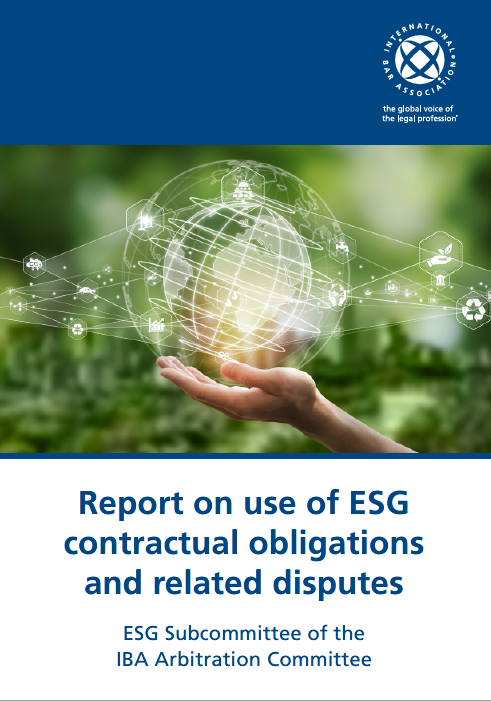 INTERNATIONAL
BAR ASSOCIATION
the global voice of
the legal profession®
Report on use of ESG
contractual obligations
and related disputes
ESG Subcommittee of the
IBA Arbitration Committee